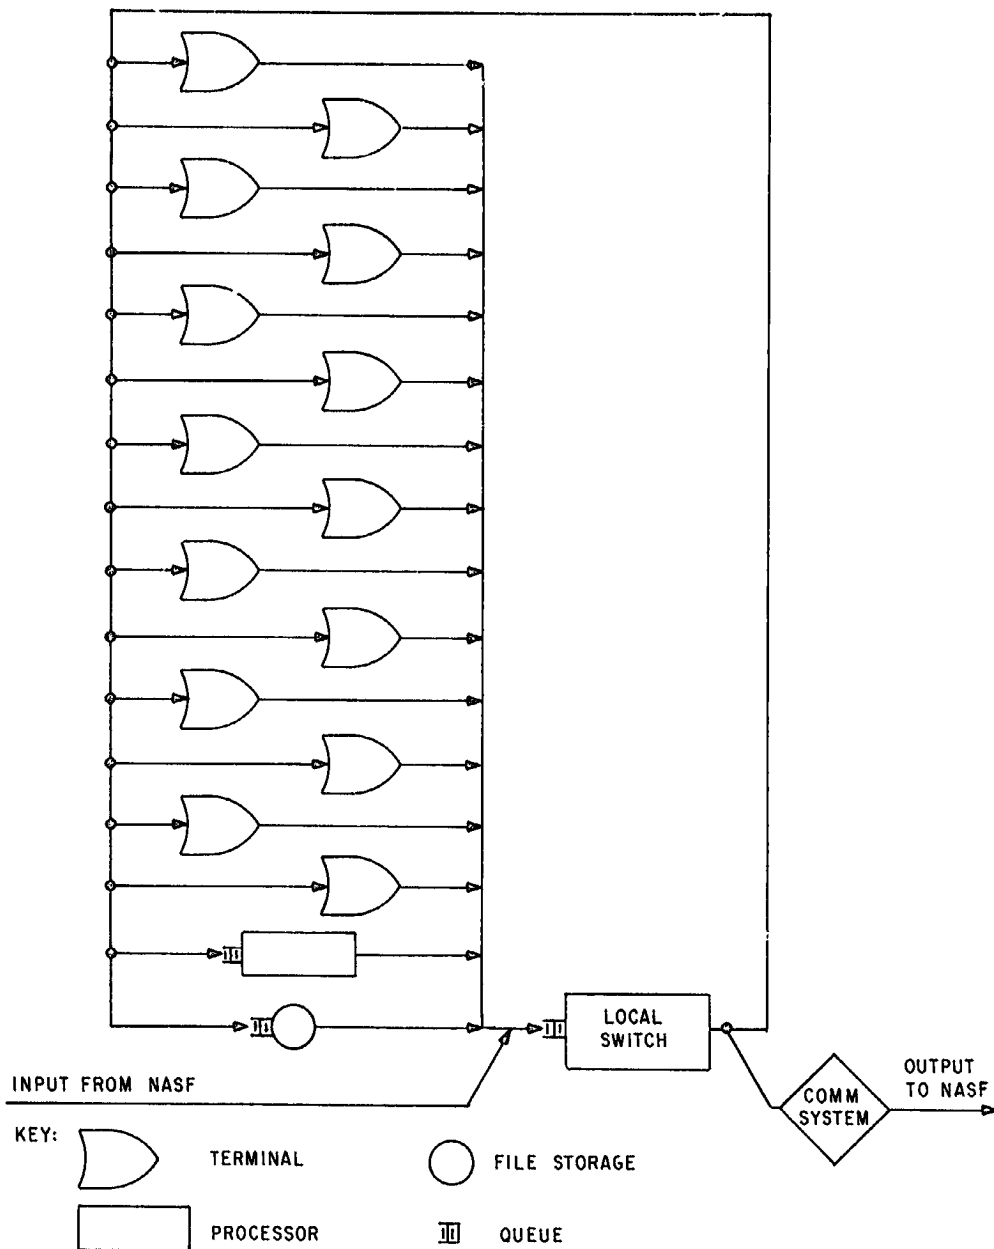 LOCAL
SWITCH
INPUT FROM NASF
COMM
SYSTEM
OUTPUT
TO NASF
KEY:
TERMINAL
FILE STORAGE
PROCESSOR
QUEUE